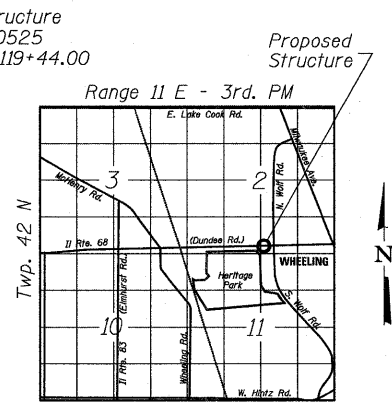 ructure
0525
119+44.00
Proposed
Structure
Range 11 E - 3rd. PM
E. Lake Cook Rd.
Milwaukee Ave.
McHenry Rd.
3
2
N. Wolf Rd.
Twp. 42 N
Il Rte. 68
(Dundee Rd.)
WHEELING
N
(Elmhurst Rd.)
Heritage
Park
S. Wolf Rd.
10
11
Il Rte. 83
Wheeling Rd.
W. Hintz Rd.